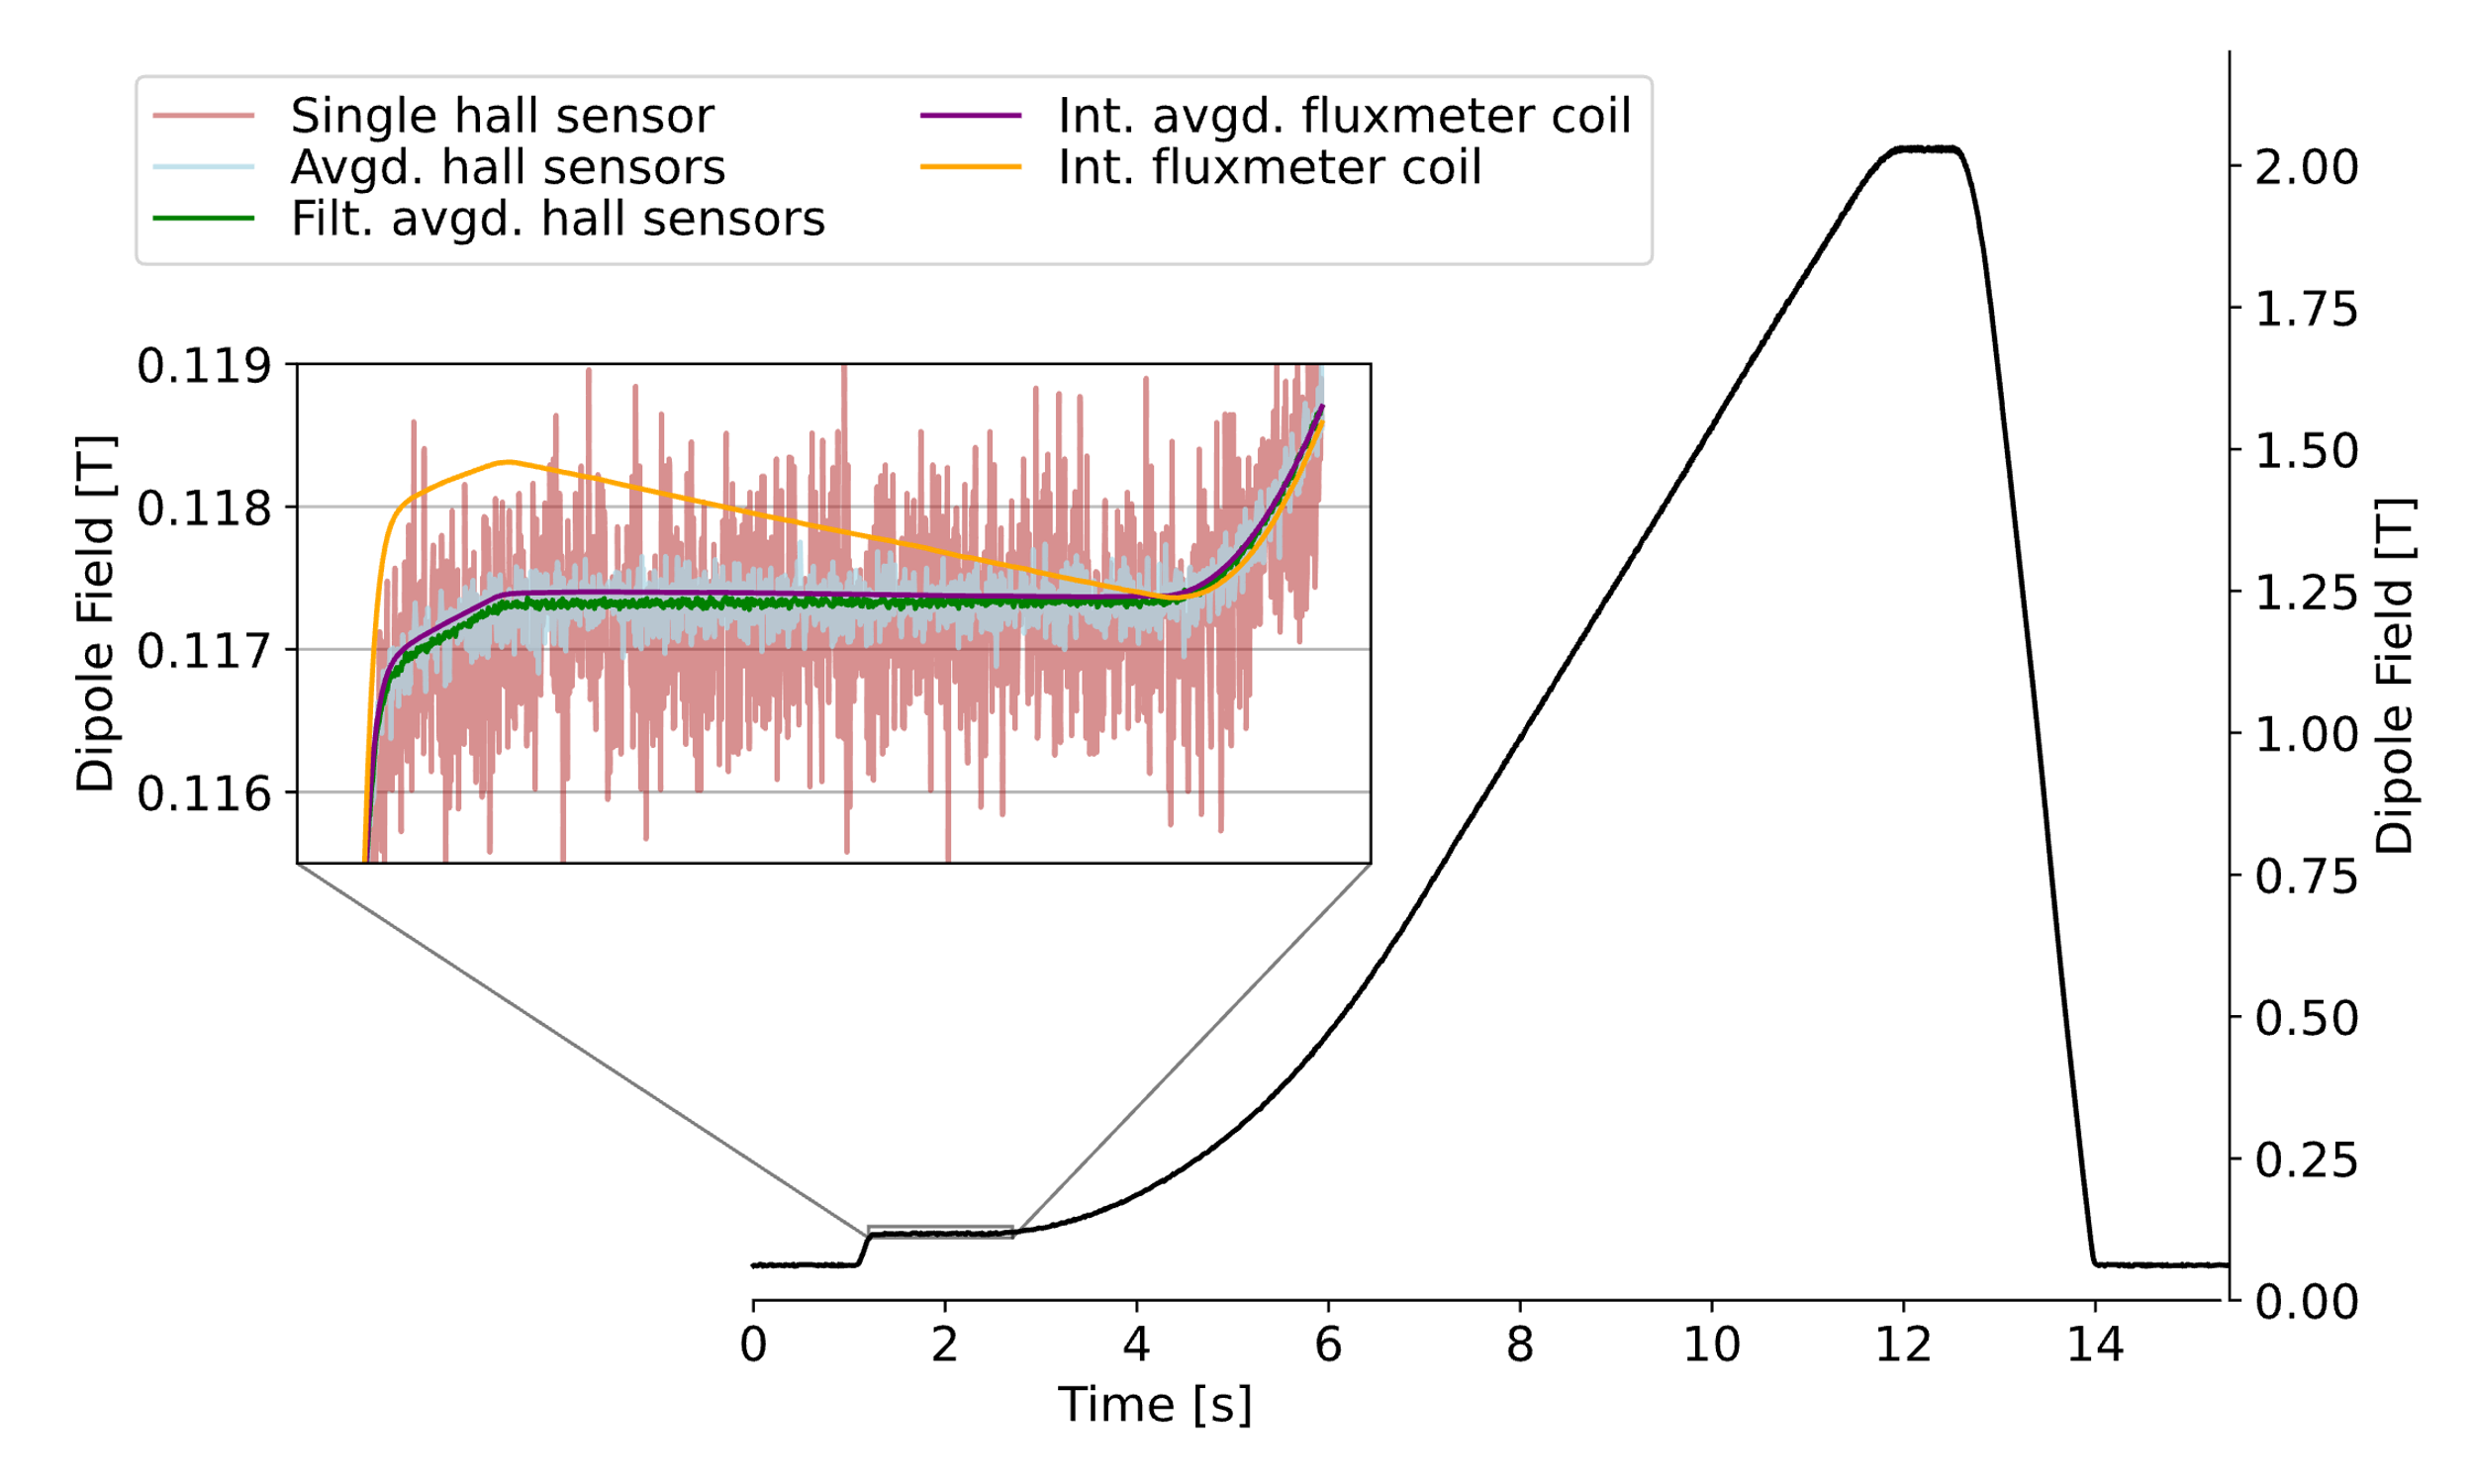 Single hall sensor
Avgd. hall sensors
Filt. avgd. hall sensors
Int. avgd. fluxmeter coil
Int. fluxmeter coil
0.119
0.118
0.117
0.116
Dipole Field [T]
2.00
1.75
1.50
1.25
1.00
0.75
0.50
0.25
0.00
Dipole Field [T]
0 2 4 6 8 10 12 14
Time [s]